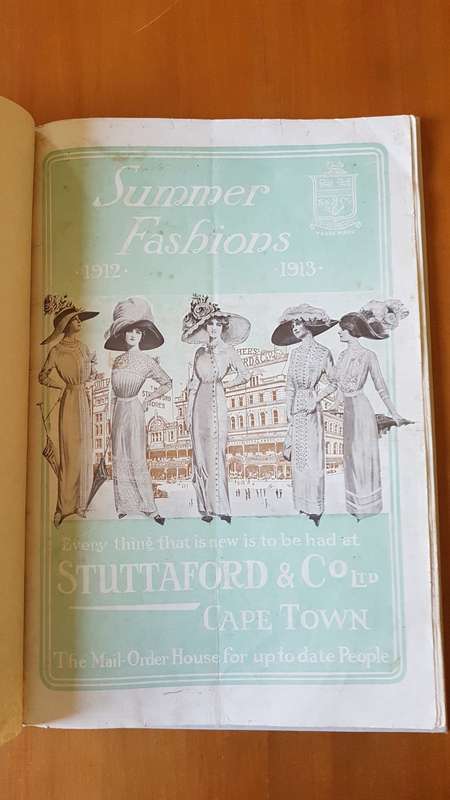 Summer
Fashions
·1912· ·1913·
Every thing that is new is to be had at
STUTTAFORD & Co LTD
CAPE TOWN
The Mail-Order House for up to date People